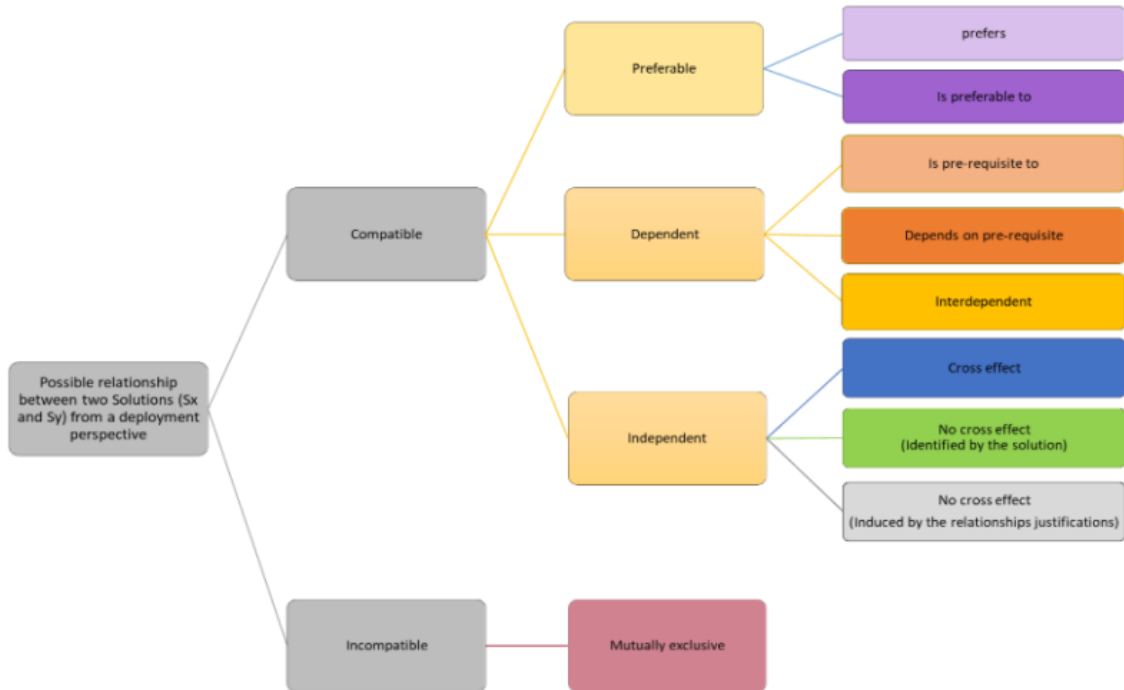 prefers
Preferable
Is preferable to
Is pre-requisite to
Compatible
Dependent
Depends on pre-requisite
Interdependent
Possible relationship
between two Solutions (Sx
and Sy) from a deployment
perspective
Cross effect
Independent
No cross effect
(Identified by the solution)
No cross effect
(Induced by the relationships justifications)
Incompatible
Mutually exclusive